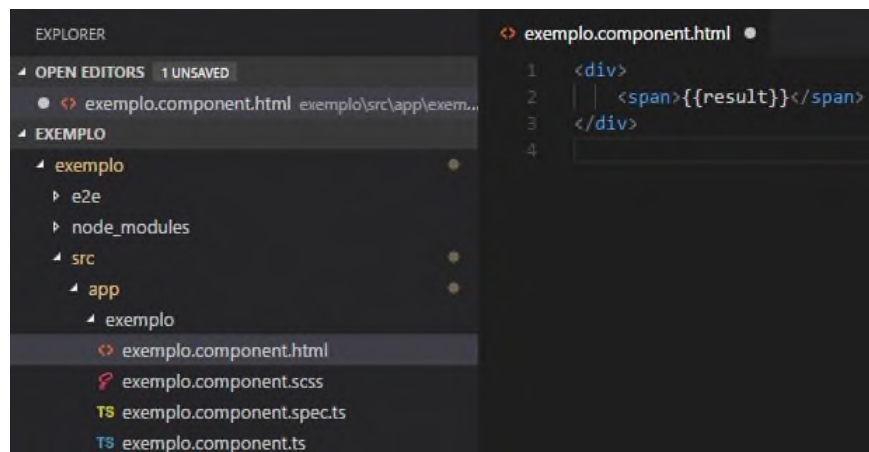 EXPLORER
OPEN EDITORS 1 UNSAVED
exemplo.component.html exemplo\src\app\exem...
EXEMPLO
exemplo
e2e
node_modules
src
app
exemplo
exemplo.component.html
exemplo.component.scss
TS exemplo.component.spec.ts
TS exemplo.component.ts
exemplo.component.html
1 <div>
2 <span>{{result}}</span>
3 </div>
4